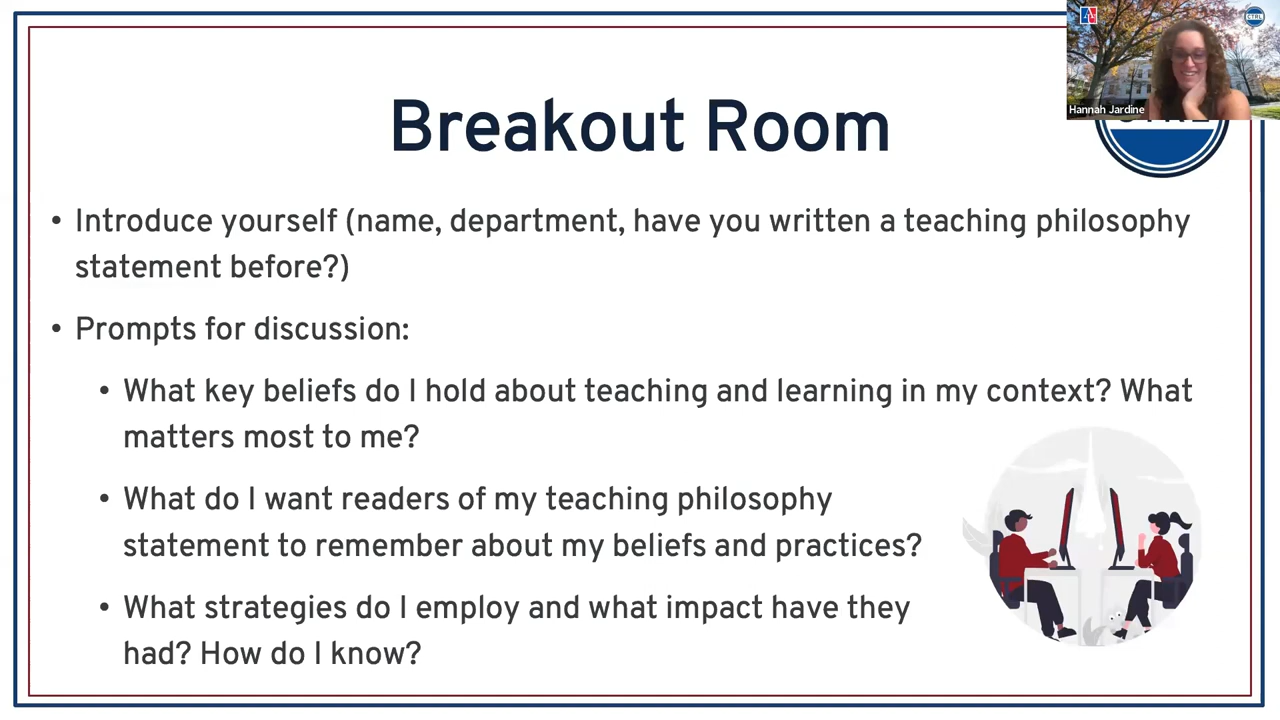 Breakout Room
Hannah Jardine
CTRL
• Introduce yourself (name, department, have you written a teaching philosophy
statement before?)
• Prompts for discussion:
• What key beliefs do I hold about teaching and learning in my context? What
matters most to me?
• What do I want readers of my teaching philosophy
statement to remember about my beliefs and practices?
• What strategies do I employ and what impact have they
had? How do I know?